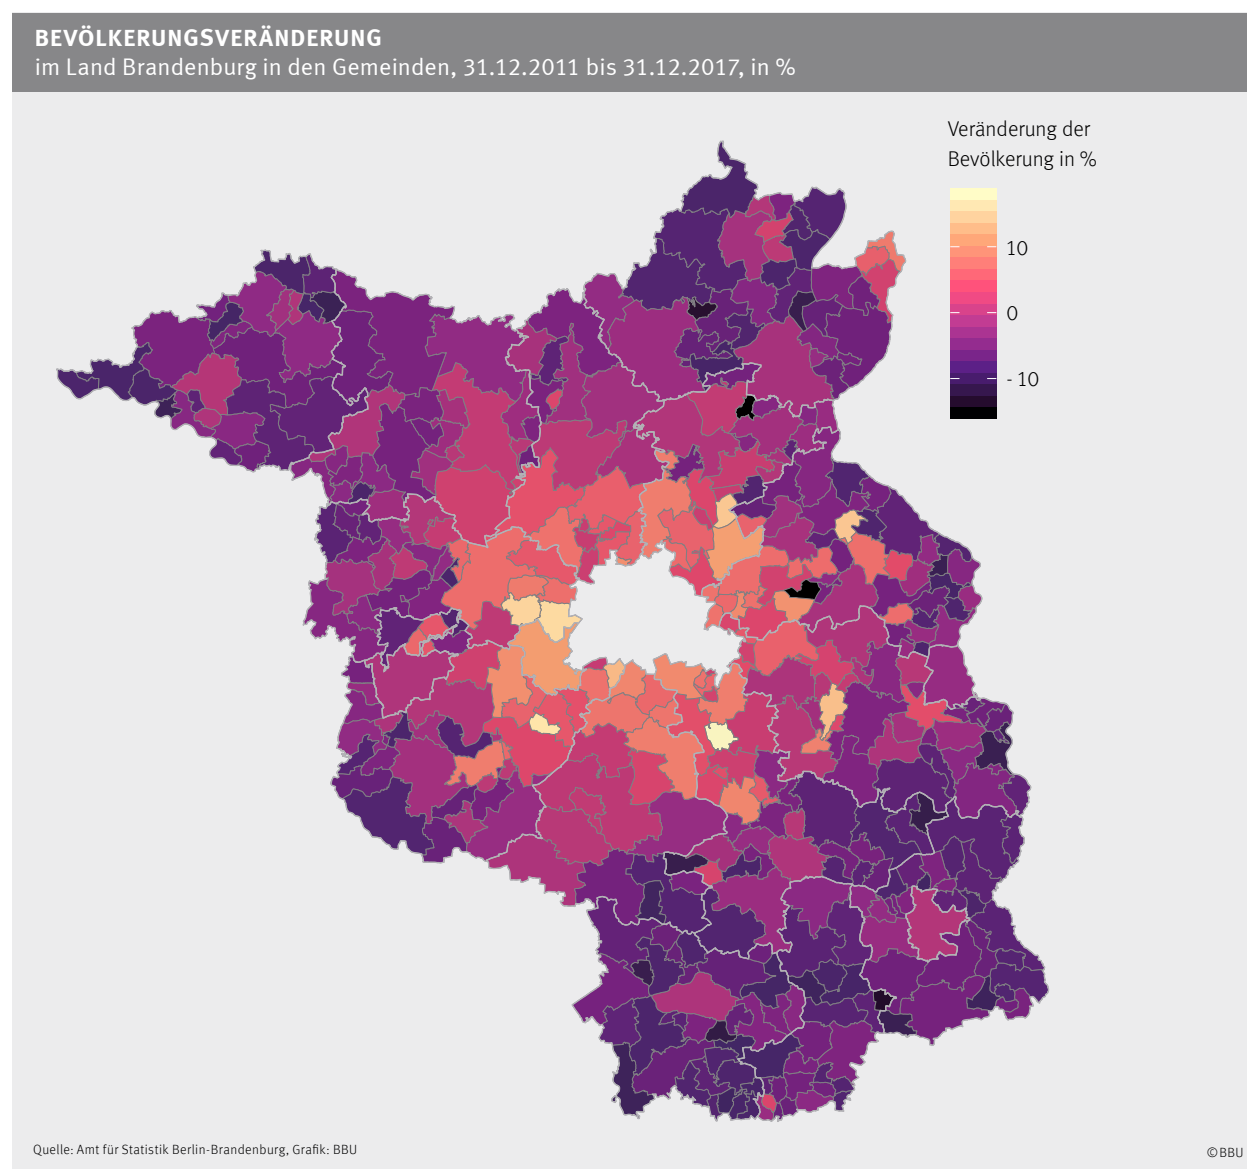 BEVÖLKERUNGSVERÄNDERUNG
im Land Brandenburg in den Gemeinden, 31.12.2011 bis 31.12.2017, in %
Veränderung der
Bevölkerung in %
10
0
- 10
Quelle: Amt für Statistik Berlin-Brandenburg, Grafik: BBU
©BBU